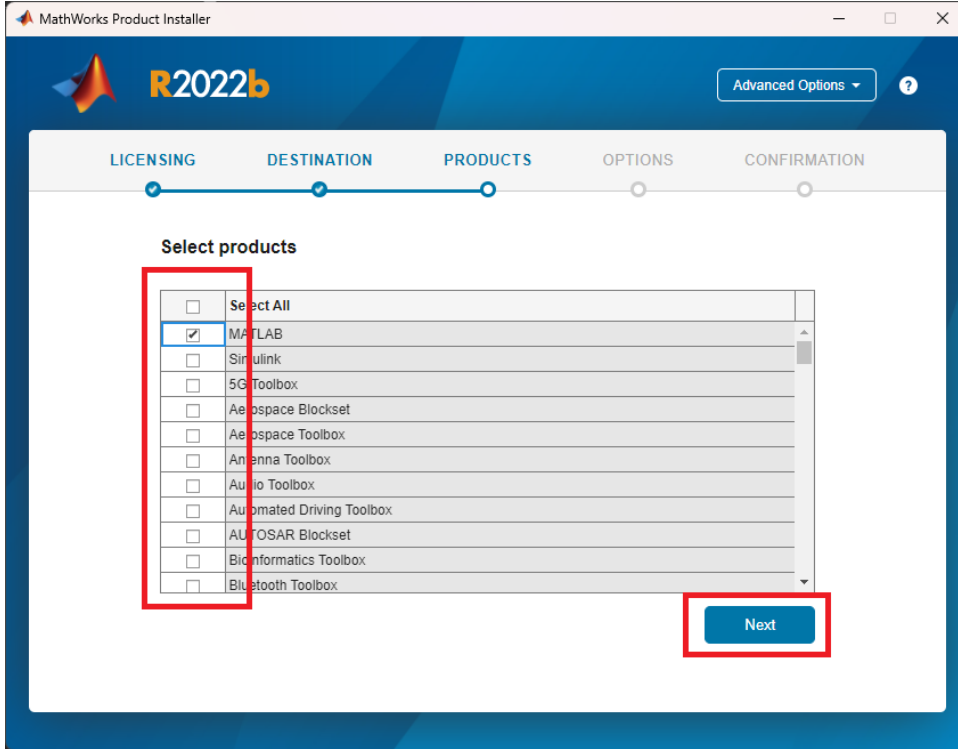 MathWorks Product Installer
R2022b
Advanced Options
?
LICENSING DESTINATION PRODUCTS OPTIONS CONFIRMATION
Select products
Select All
MATLAB
Simulink
5G Toolbox
Aerospace Blockset
Aerospace Toolbox
Antenna Toolbox
Audio Toolbox
Automated Driving Toolbox
AUTOSAR Blockset
Bioinformatics Toolbox
Bluetooth Toolbox
Next